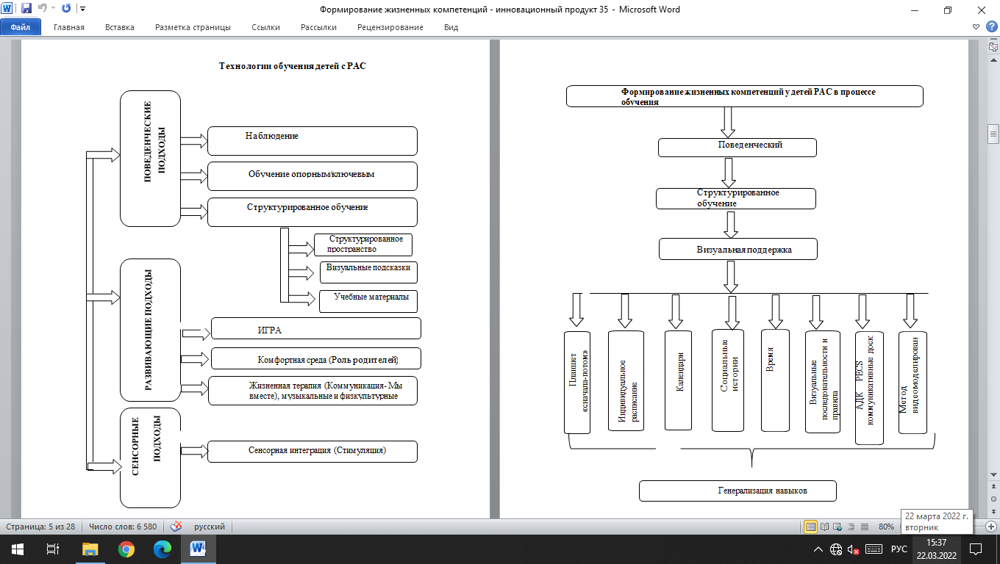 Формирование жизненных компетенций - инновационный продукт 35 - Microsoft Word
Файл
Главная
Вставка
Разметка страницы
Ссылки
Рассылки
Рецензирование
Вид
Технологии обучения детей с РАС
ПОВЕДЕНЧЕСКИЕ
ПОДХОДЫ
Наблюдение
Обучение опорным/ключевым
Структурированное обучение
Структурированное
пространство
Визуальные подсказки
Учебные материалы
РАЗВИВАЮЩИЕ ПОДХОДЫ
ИГРА
Комфортная среда (Роль родителей)
Жизненная терапия (Коммуникация- Мы
вместе), музыкальные и физкультурные
СЕНСОРНЫЕ
ПОДХОДЫ
Сенсорная интеграция (Стимуляция)
Формирование жизненных компетенций у детей РАС в процессе
обучения
Поведенческий
Структурированное
обучение
Визуальная поддержка
Планшет
«сначала-потом»
Индивидуальное
расписание
Календари
Социальные
истории
Время
Визуальные
последовательности и
правила
АДК PECS
коммуникативные доск
Метод
видеомоделирован
Генерализация навыков
Страница: 5 из 28
Число слов: 6 580
русский
80%
22 марта 2022 г.
вторник
РУС
15:37
22.03.2022